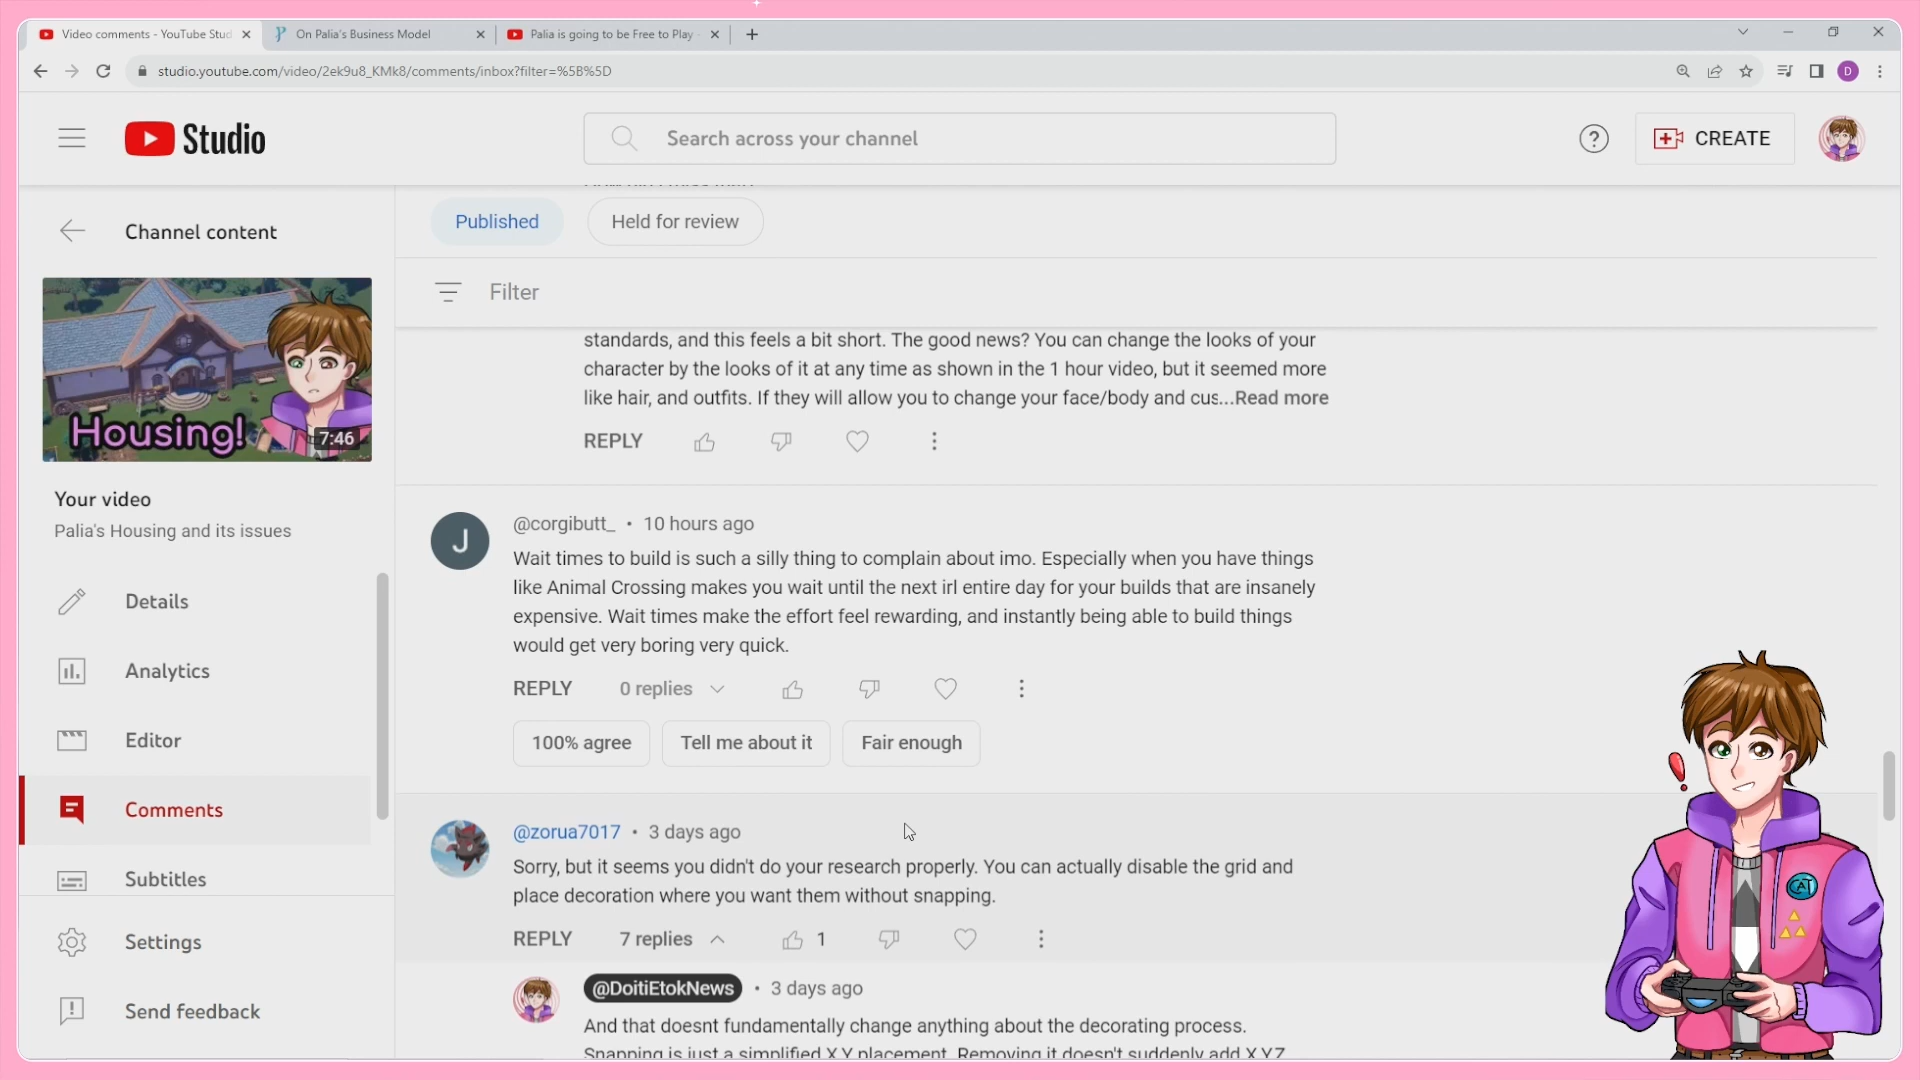 Video comments - YouTube Stud
On Palia's Business Model
Palia is going to be Free to Play -
studio.youtube.com/video/2ek9u8_KMk8/comments/inbox?filter=%5B%5D
D
Studio
Search across your channel
CREATE
Channel content
Published
Held for review
Filter
Housing!
7:46
Your video
Palia's Housing and its issues
Details
Analytics
Editor
Comments
Subtitles
Settings
Send feedback
standards, and this feels a bit short. The good news? You can change the looks of your
character by the looks of it at any time as shown in the 1 hour video, but it seemed more
like hair, and outfits. If they will allow you to change your face/body and cus...Read more
REPLY
J
@corgibutt_ • 10 hours ago
Wait times to build is such a silly thing to complain about imo. Especially when you have things
like Animal Crossing makes you wait until the next irl entire day for your builds that are insanely
expensive. Wait times make the effort feel rewarding, and instantly being able to build things
would get very boring very quick.
REPLY 0 replies
100% agree Tell me about it Fair enough
@zorua7017 • 3 days ago
Sorry, but it seems you didn't do your research properly. You can actually disable the grid and
place decoration where you want them without snapping.
REPLY 7 replies 1
@DoitiEtokNews • 3 days ago
And that doesnt fundamentally change anything about the decorating process.
Snapping is just a simplified X,Y placement. Removing it doesn't suddenly add X,Y,Z
CAT